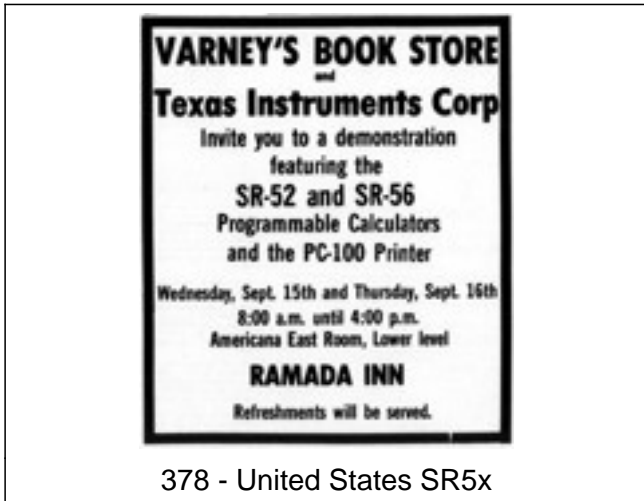 VARNEY'S BOOK STORE
and
Texas Instruments Corp
Invite you to a demonstration
featuring the
SR-52 and SR-56
Programmable Calculators
and the PC-100 Printer
Wednesday, Sept. 15th and Thursday, Sept. 16th
8:00 a.m. until 4:00 p.m.
Americana East Room, Lower level
RAMADA INN
Refreshments will be served.
378 - United States SR5x